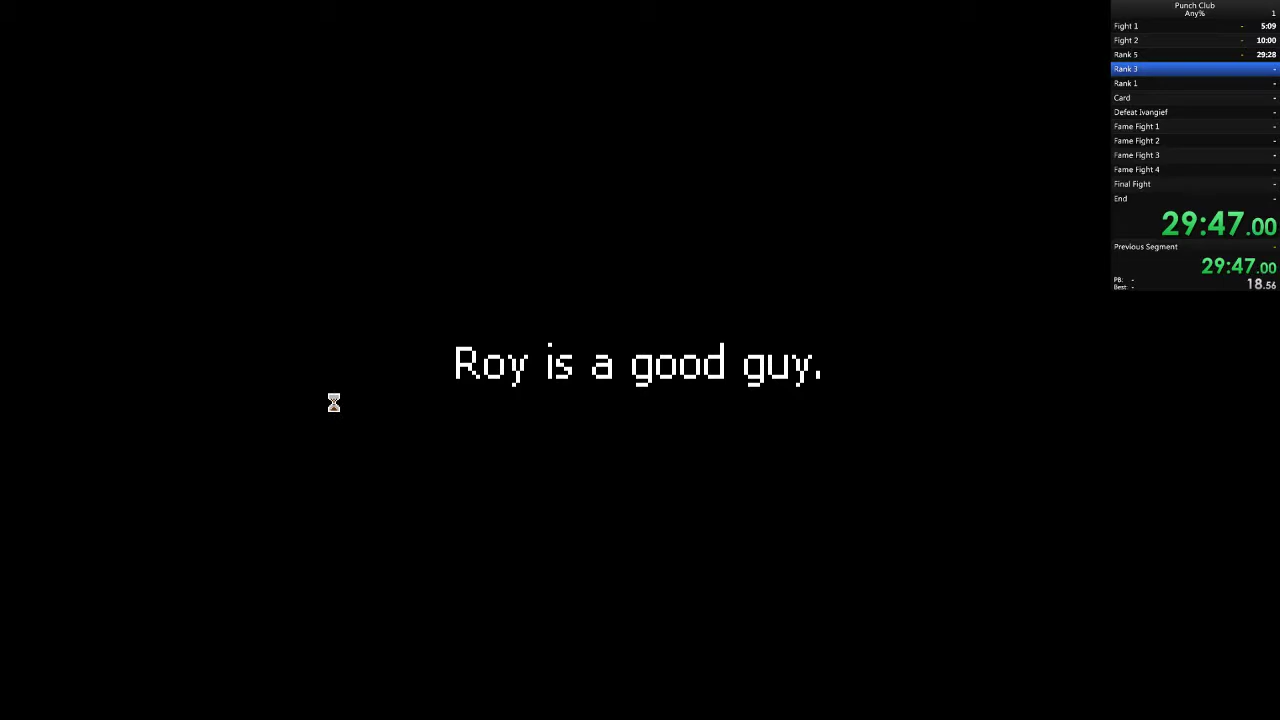 Punch Club
Any%
1
Fight 1 - 5:09
Fight 2 - 10:00
Rank 5 - 29:28
Rank 3 -
Rank 1 -
Card -
Defeat Ivangief -
Fame Fight 1 -
Fame Fight 2 -
Fame Fight 3 -
Fame Fight 4 -
Final Fight -
End -
29:47.00
Previous Segment -
29:47.00
PB: -
Best: -
18.56
Roy is a good guy.